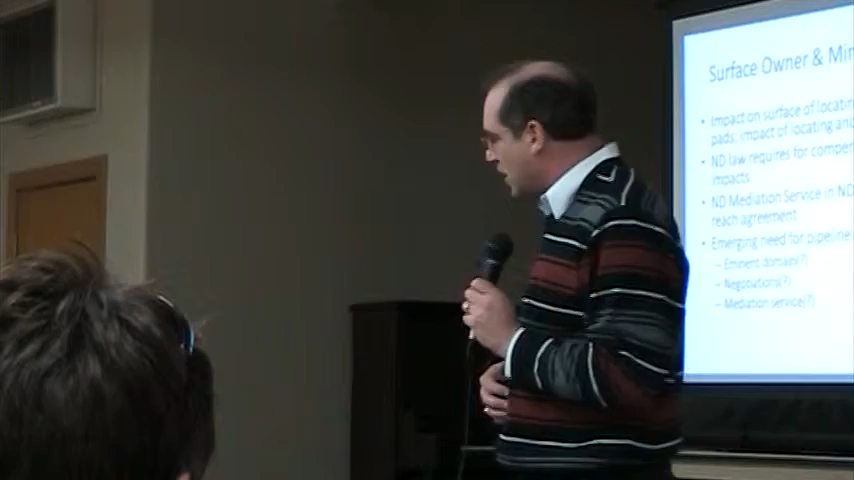 Surface Owner & Min
• Impact on surface of locatin
pads: impact of locating and
• ND law requires for compen
impacts
• ND Mediation Service in ND
reach agreement
• Emerging need for pipeline
– Eminent domain(?)
– Negotiations(?)
– Mediation service(?)